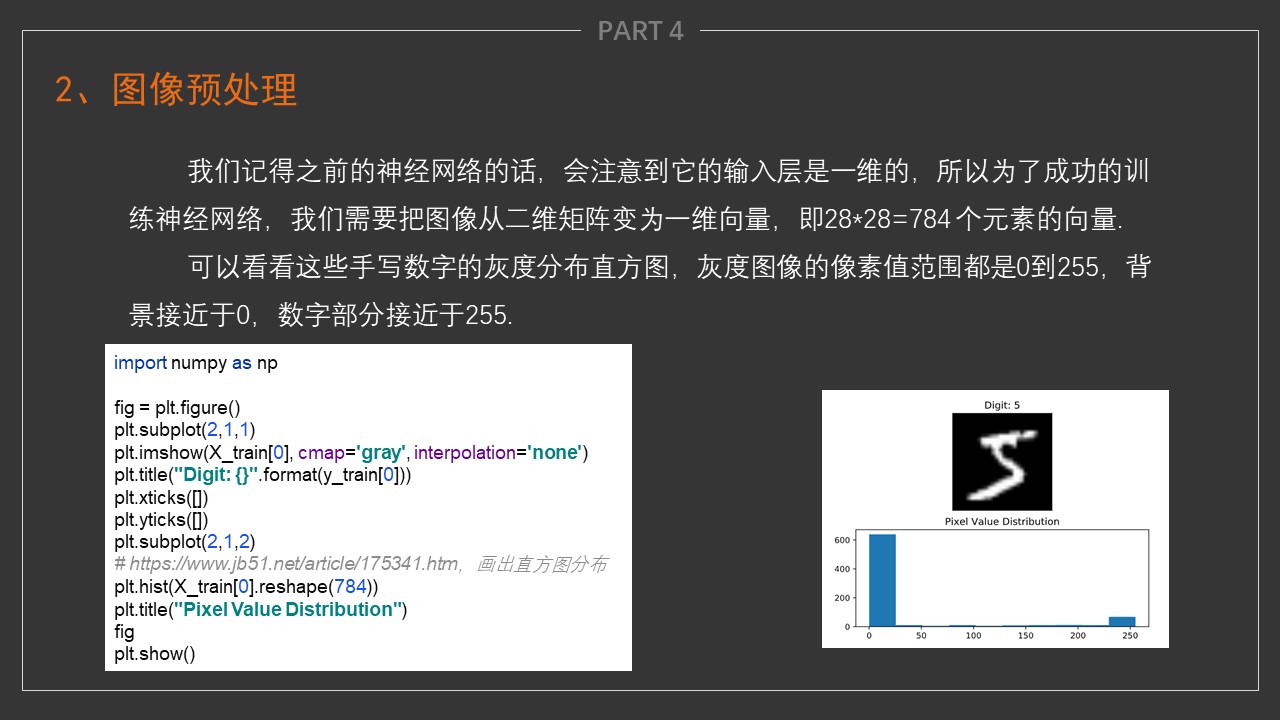 PART 4
2、图像预处理
我们记得之前的神经网络的话，会注意到它的输入层是一维的，所以为了成功的训
练神经网络，我们需要把图像从二维矩阵变为一维向量，即28*28=784个元素的向量.
可以看看这些手写数字的灰度分布直方图，灰度图像的像素值范围都是0到255，背
景接近于0，数字部分接近于255.
import numpy as np
fig = plt.figure()
plt.subplot(2,1,1)
plt.imshow(X_train[0], cmap='gray', interpolation='none')
plt.title("Digit: {}".format(y_train[0]))
plt.xticks([])
plt.yticks([])
plt.subplot(2,1,2)
# https://www.jb51.net/article/175341.htm，画出直方图分布
plt.hist(X_train[0].reshape(784))
plt.title("Pixel Value Distribution")
fig
plt.show()
Digit: 5
5
Pixel Value Distribution
600
400
200
0
0 50 100 150 200 250